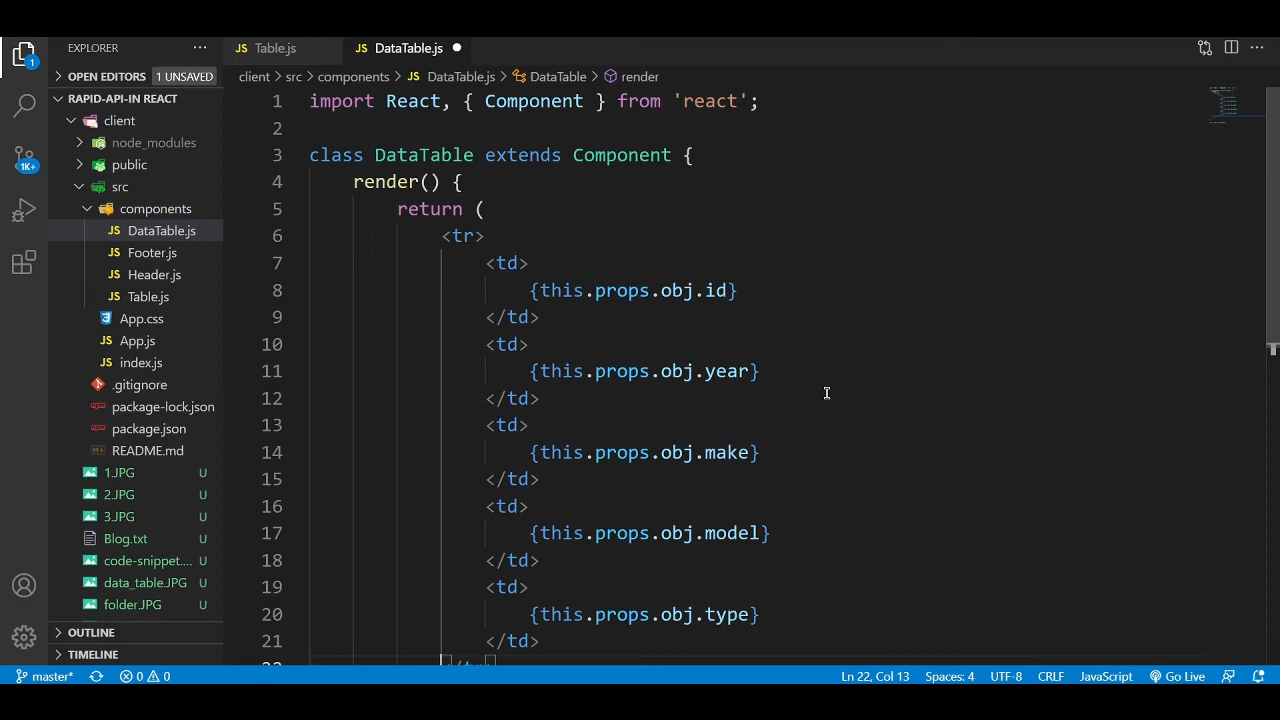 EXPLORER
Table.js
DataTable.js
OPEN EDITORS 1 UNSAVED
client > src > components > JS DataTable.js > DataTable > render
RAPID-API-IN REACT
client
node_modules
public
src
components
JS DataTable.js
JS Footer.js
JS Header.js
JS Table.js
App.css
JS App.js
JS index.js
.gitignore
package-lock.json
package.json
README.md
1.JPG U
2.JPG U
3.JPG U
Blog.txt U
code-snippet.... U
data_table.JPG U
folder.JPG U
OUTLINE
TIMELINE
1
1K+
1 import React, { Component } from 'react';
2
3 class DataTable extends Component {
4 render() {
5 return (
6 <tr>
7 <td>
8 {this.props.obj.id}
9 </td>
10 <td>
11 {this.props.obj.year}
12 </td>
13 <td>
14 {this.props.obj.make}
15 </td>
16 <td>
17 {this.props.obj.model}
18 </td>
19 <td>
20 {this.props.obj.type}
21 </td>
master* 0 0 Ln 22, Col 13 Spaces: 4 UTF-8 CRLF JavaScript Go Live